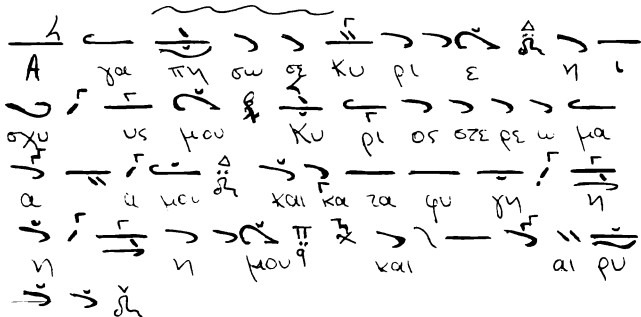 Α γα πη σω σε Κυ ρι ε η ι
σχυ υς μου Κυ ρι ος στε ρε ω μα
α α μου και κα τα φυ γη η
η η μου και αι ρυ